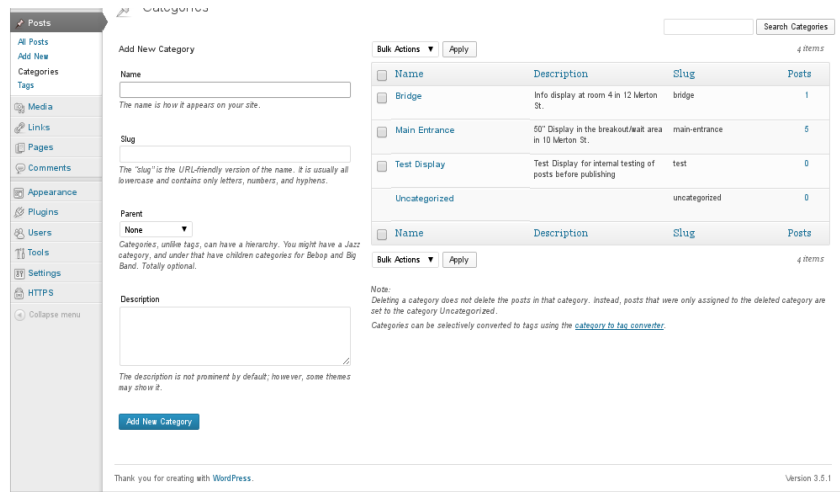 Categories
Posts
All Posts
Add New
Categories
Tags
Media
Links
Pages
Comments
Appearance
Plugins
Users
Tools
Settings
HTTPS
Collapse menu
Search Categories
Add New Category
Name
The name is how it appears on your site.
Slug
The "slug" is the URL-friendly version of the name. It is usually all
lowercase and contains only letters, numbers, and hyphens.
Parent
None
Categories, unlike tags, can have a hierarchy. You might have a Jazz
category, and under that have children categories for Bebop and Big
Band. Totally optional.
Description
The description is not prominent by default; however, some themes
may show it.
Add New Category
Bulk Actions Apply 4 items
Name Description Slug Posts
Bridge Info display at room 4 in 12 Merton bridge 1
St.
Main Entrance 50" Display in the breakout/wait area main-entrance 5
in 10 Merton St.
Test Display Test Display for internal testing of test 0
posts before publishing
Uncategorized uncategorized 0
Name Description Slug Posts
Bulk Actions Apply 4 items
Note:
Deleting a category does not delete the posts in that category. Instead, posts that were only assigned to the deleted category are
set to the category Uncategorized.
Categories can be selectively converted to tags using the category to tag converter.
Thank you for creating with WordPress. Version 3.5.1